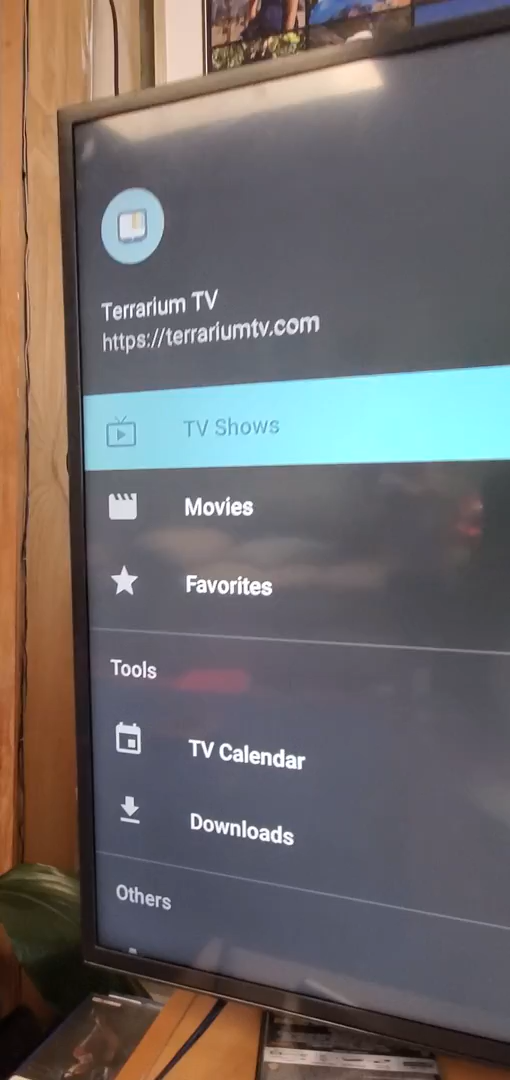 Terrarium TV
https://terrariumtv.com
TV Shows
Movies
Favorites
Tools
TV Calendar
Downloads
Others